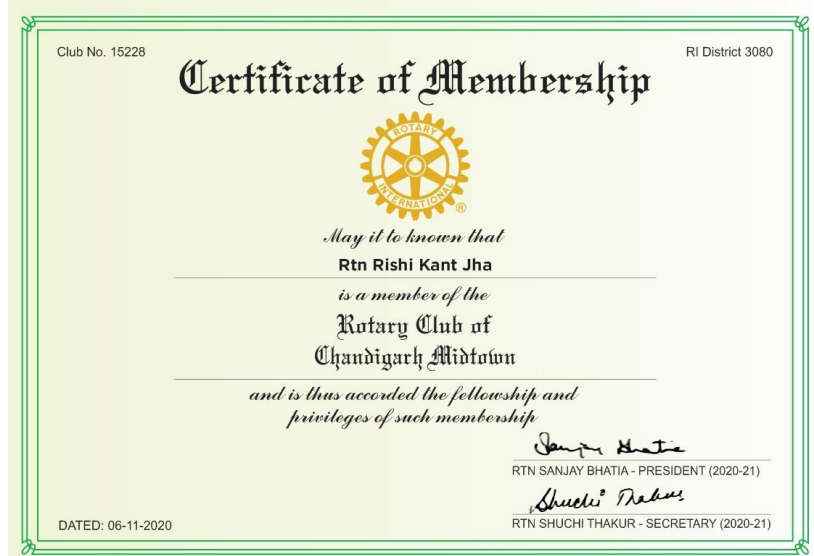 Club No. 15228
RI District 3080
Certificate of Membership
ROTARY
INTERNATIONAL
®
May it to known that
Rtn Rishi Kant Jha
is a member of the
Rotary Club of
Chandigarh Midtown
and is thus accorded the fellowship and
privileges of such membership
Sanjay Bhatia
RTN SANJAY BHATIA - PRESIDENT (2020-21)
Shuchi Thakur
DATED: 06-11-2020
RTN SHUCHI THAKUR - SECRETARY (2020-21)